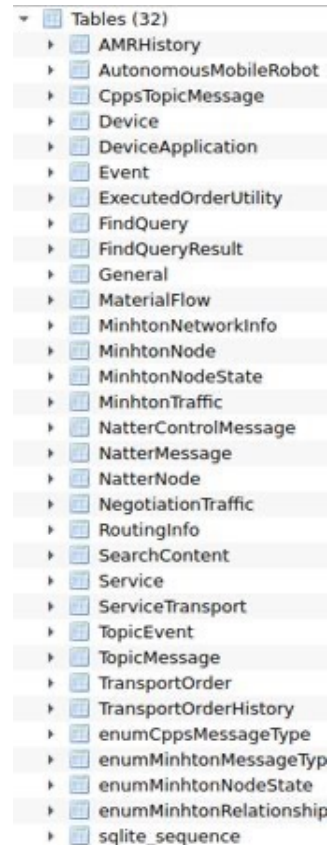 Tables (32)
AMRHistory
AutonomousMobileRobot
CppsTopicMessage
Device
DeviceApplication
Event
ExecutedOrderUtility
FindQuery
FindQueryResult
General
MaterialFlow
MinhtonNetworkInfo
MinhtonNode
MinhtonNodeState
MinhtonTraffic
NatterControlMessage
NatterMessage
NatterNode
NegotiationTraffic
RoutingInfo
SearchContent
Service
ServiceTransport
TopicEvent
TopicMessage
TransportOrder
TransportOrderHistory
enumCppsMessageType
enumMinhtonMessageTyp
enumMinhtonNodeState
enumMinhtonRelationship
sqlite_sequence